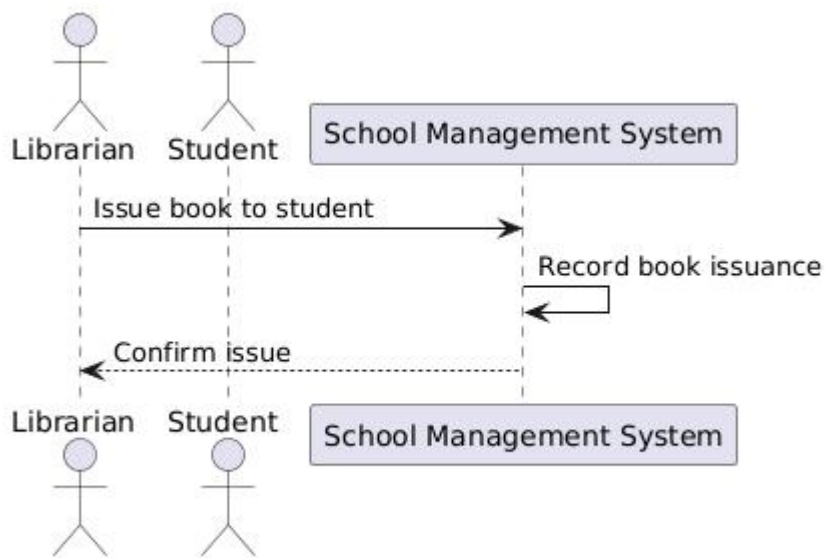 Librarian
Student
School Management System
Issue book to student
Record book issuance
Confirm issue
Librarian
Student
School Management System